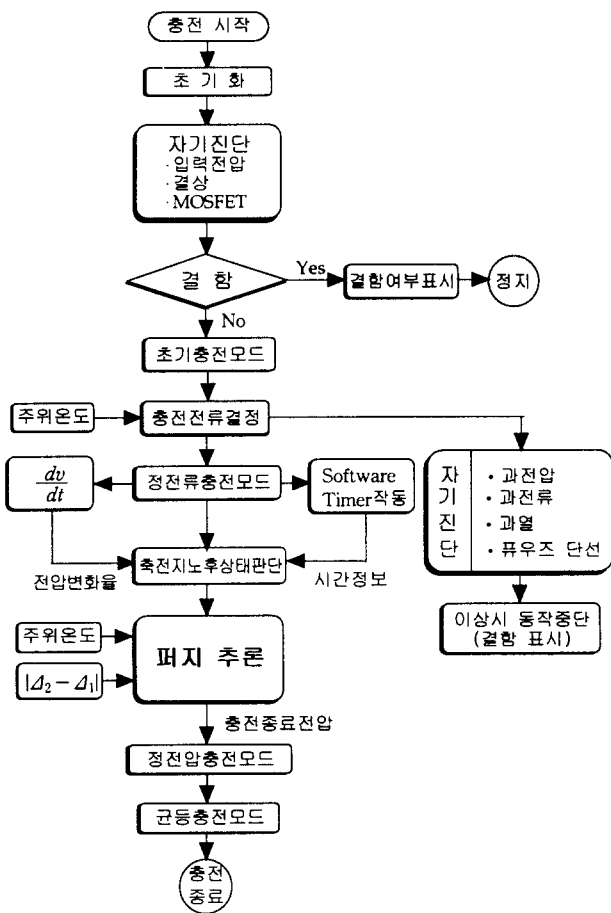 충전 시작
초 기 화
자기진단
·입력전압
·결상
·MOSFET
결 함
Yes
결함여부표시
정지
No
초기충전모드
주위온도
충전전류결정
dv
dt
정전류충전모드
Software
Timer작동
자
기
진
단
· 과전압
· 과전류
· 과열
· 퓨우즈 단선
전압변화율
축전지노후상태판단
시간정보
이상시 동작중단
(결함 표시)
주위온도
|Δ₂ − Δ₁|
퍼지 추론
충전종료전압
정전압충전모드
균등충전모드
충전
종료